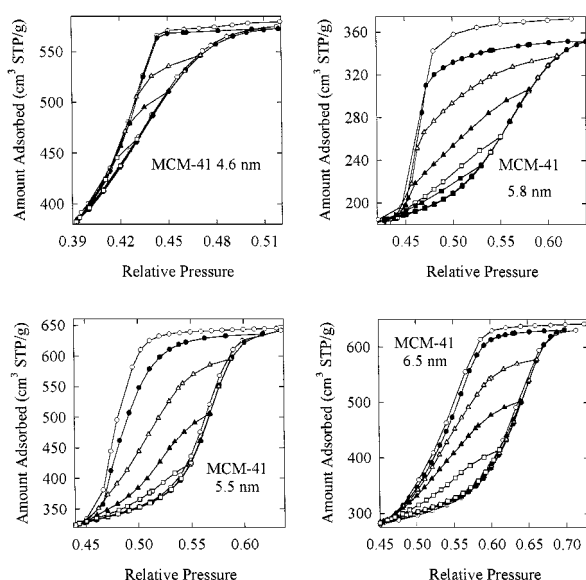 Amount Adsorbed (cm³ STP/g)
550
500
450
400
0.39 0.42 0.45 0.48 0.51
Relative Pressure
MCM-41 4.6 nm
Amount Adsorbed (cm³ STP/g)
360
300
240
180
0.45 0.50 0.55 0.60
Relative Pressure
MCM-41
5.8 nm
Amount Adsorbed (cm³ STP/g)
650
600
550
500
450
400
350
0.45 0.50 0.55 0.60
Relative Pressure
MCM-41
5.5 nm
Amount Adsorbed (cm³ STP/g)
600
500
400
300
0.45 0.50 0.55 0.60 0.65 0.70
Relative Pressure
MCM-41
6.5 nm